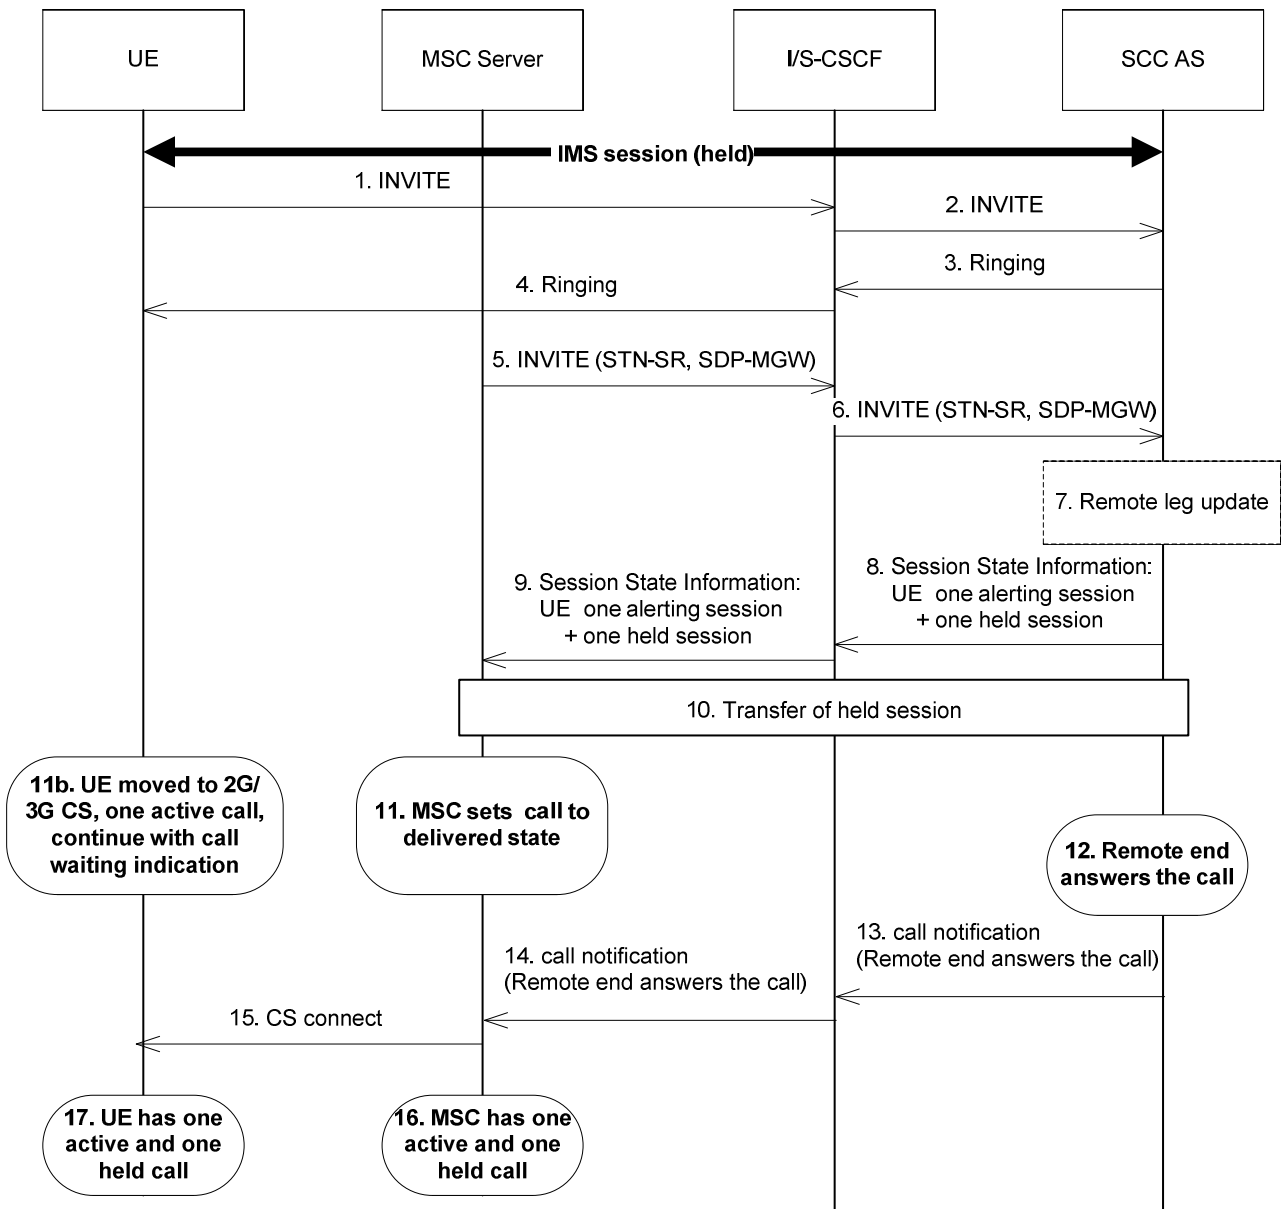 UE
MSC Server
I/S-CSCF
SCC AS
IMS session (held)
1. INVITE
2. INVITE
3. Ringing
4. Ringing
5. INVITE (STN-SR, SDP-MGW)
6. INVITE (STN-SR, SDP-MGW)
7. Remote leg update
8. Session State Information:
UE one alerting session
+ one held session
9. Session State Information:
UE one alerting session
+ one held session
10. Transfer of held session
11b. UE moved to 2G/
3G CS, one active call,
continue with call
waiting indication
11. MSC sets call to
delivered state
12. Remote end
answers the call
13. call notification
(Remote end answers the call)
14. call notification
(Remote end answers the call)
15. CS connect
17. UE has one
active and one
held call
16. MSC has one
active and one
held call